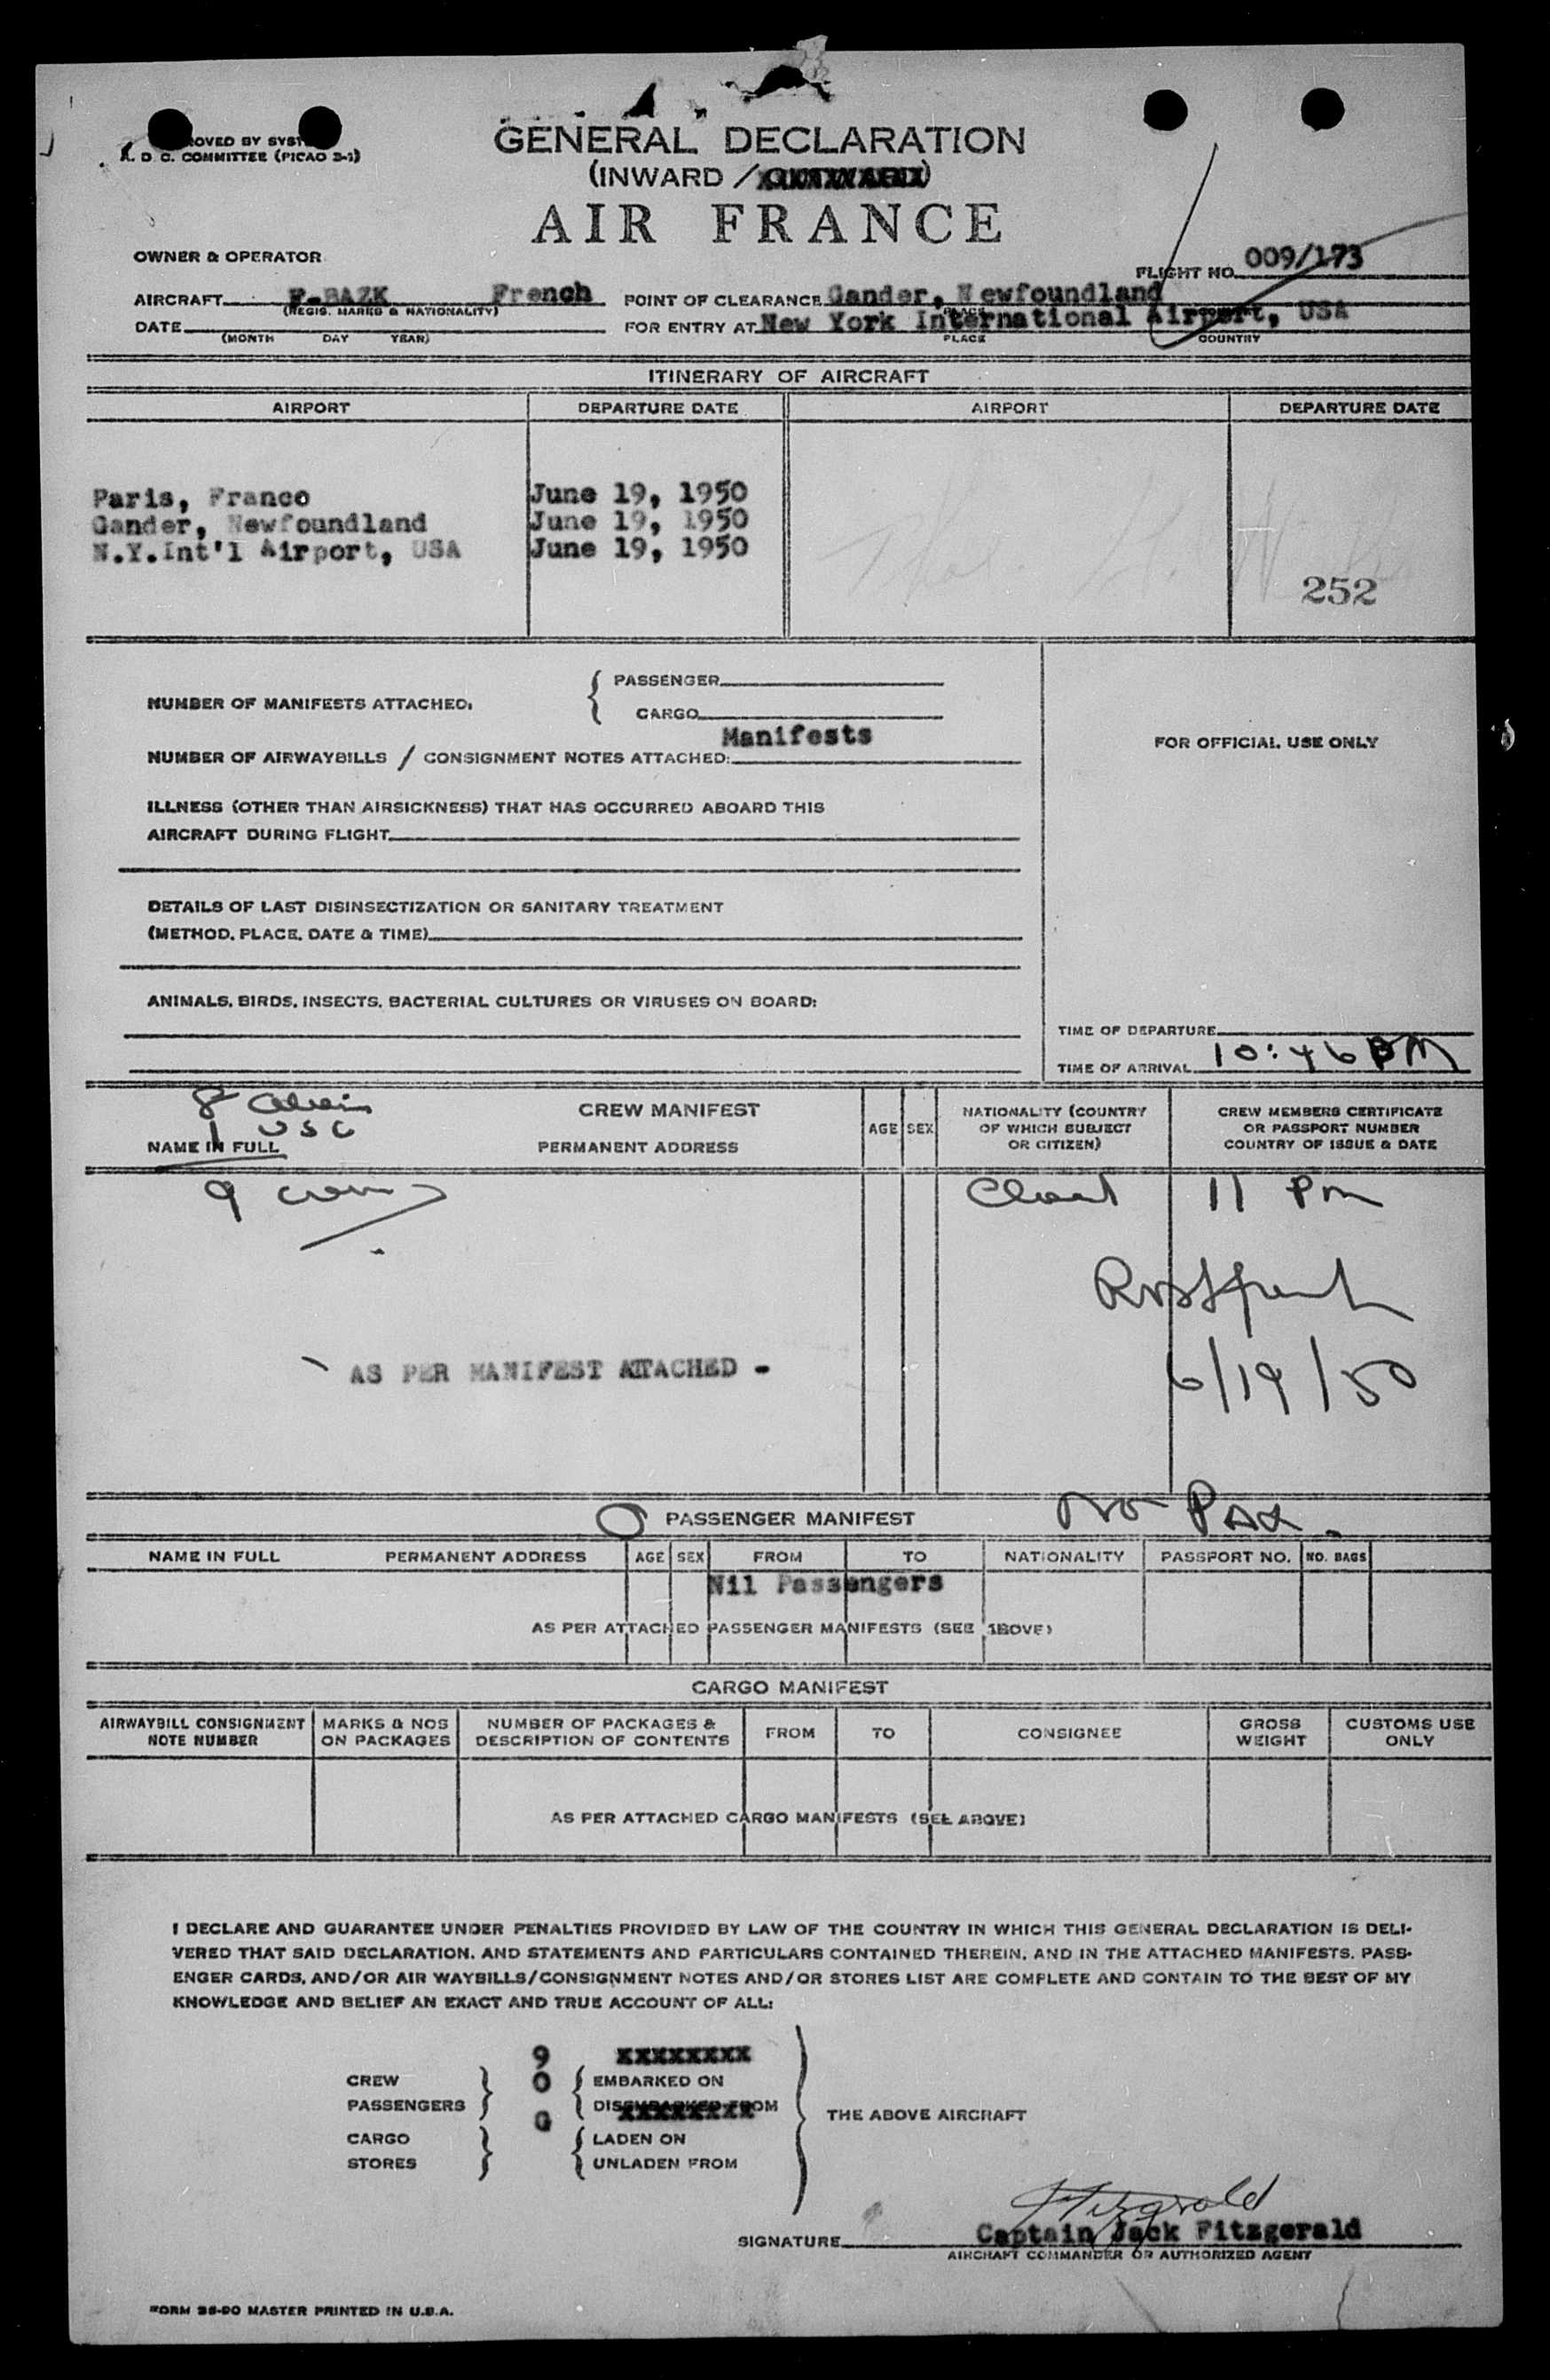 GENERAL DECLARATION
(INWARD /
A. D. C. COMMITTEE (PICAO 2-1)
AIR FRANCE
OWNER & OPERATOR
FLIGHT NO. 009/173
AIRCRAFT F-BAZK French POINT OF CLEARANCE Gander, Newfoundland
(REGIS. MARKS & NATIONALITY) PLACE
DATE FOR ENTRY AT New York International Airport, USA
(MONTH DAY YEAR) PLACE COUNTRY
ITINERARY OF AIRCRAFT
AIRPORT DEPARTURE DATE AIRPORT DEPARTURE DATE
Paris, France June 19, 1950
Gander, Newfoundland June 19, 1950
N.Y.Int'l Airport, USA June 19, 1950
252
NUMBER OF MANIFESTS ATTACHED: PASSENGER
CARGO
Manifests
NUMBER OF AIRWAYBILLS / CONSIGNMENT NOTES ATTACHED:
FOR OFFICIAL USE ONLY
ILLNESS (OTHER THAN AIRSICKNESS) THAT HAS OCCURRED ABOARD THIS
AIRCRAFT DURING FLIGHT
DETAILS OF LAST DISINSECTIZATION OR SANITARY TREATMENT
(METHOD, PLACE, DATE & TIME)
ANIMALS, BIRDS, INSECTS, BACTERIAL CULTURES OR VIRUSES ON BOARD:
TIME OF DEPARTURE
TIME OF ARRIVAL 10:46 PM
8
1 USC
CREW MANIFEST
NAME IN FULL PERMANENT ADDRESS AGE SEX NATIONALITY (COUNTRY OF WHICH SUBJECT OR CITIZEN) CREW MEMBERS CERTIFICATE OR PASSPORT NUMBER COUNTRY OF ISSUE & DATE
9 crew
11 Pm
6/19/50
AS PER MANIFEST ATTACHED -
0 PASSENGER MANIFEST No Pax.
NAME IN FULL PERMANENT ADDRESS AGE SEX FROM TO NATIONALITY PASSPORT NO. NO. BAGS
Nil Passengers
AS PER ATTACHED PASSENGER MANIFESTS (SEE ABOVE)
CARGO MANIFEST
AIRWAYBILL CONSIGNMENT NOTE NUMBER MARKS & NOS ON PACKAGES NUMBER OF PACKAGES & DESCRIPTION OF CONTENTS FROM TO CONSIGNEE GROSS WEIGHT CUSTOMS USE ONLY
AS PER ATTACHED CARGO MANIFESTS (SEE ABOVE)
I DECLARE AND GUARANTEE UNDER PENALTIES PROVIDED BY LAW OF THE COUNTRY IN WHICH THIS GENERAL DECLARATION IS DELI-
VERED THAT SAID DECLARATION, AND STATEMENTS AND PARTICULARS CONTAINED THEREIN, AND IN THE ATTACHED MANIFESTS, PASS-
ENGER CARDS, AND/OR AIR WAYBILLS/CONSIGNMENT NOTES AND/OR STORES LIST ARE COMPLETE AND CONTAIN TO THE BEST OF MY
KNOWLEDGE AND BELIEF AN EXACT AND TRUE ACCOUNT OF ALL:
9 XXXXXXXX
CREW 0 EMBARKED ON
PASSENGERS DISEMBARKED FROM
G
THE ABOVE AIRCRAFT
CARGO LADEN ON
STORES UNLADEN FROM
Fitzgerald
SIGNATURE Captain Jack Fitzgerald
AIRCRAFT COMMANDER OR AUTHORIZED AGENT
FORM 35-90 MASTER PRINTED IN U.S.A.